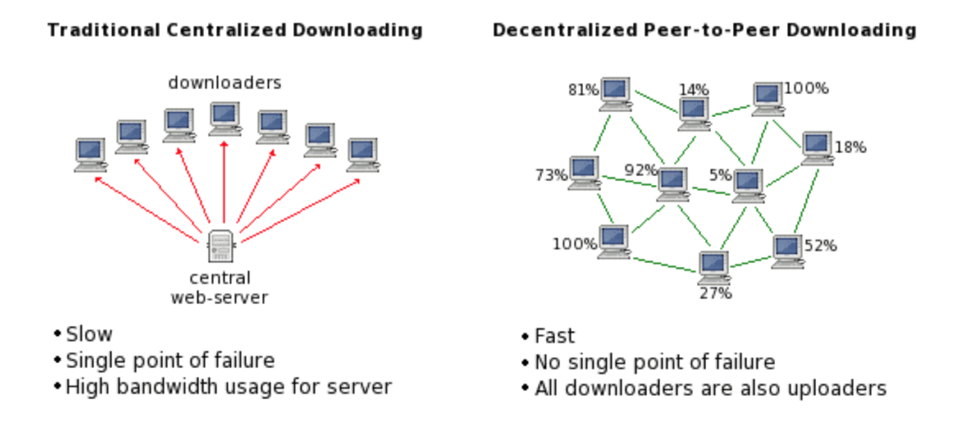 Traditional Centralized Downloading
downloaders
central
web-server
• Slow
• Single point of failure
• High bandwidth usage for server
Decentralized Peer-to-Peer Downloading
81%
14%
100%
18%
73%
92%
5%
100%
52%
27%
• Fast
• No single point of failure
• All downloaders are also uploaders